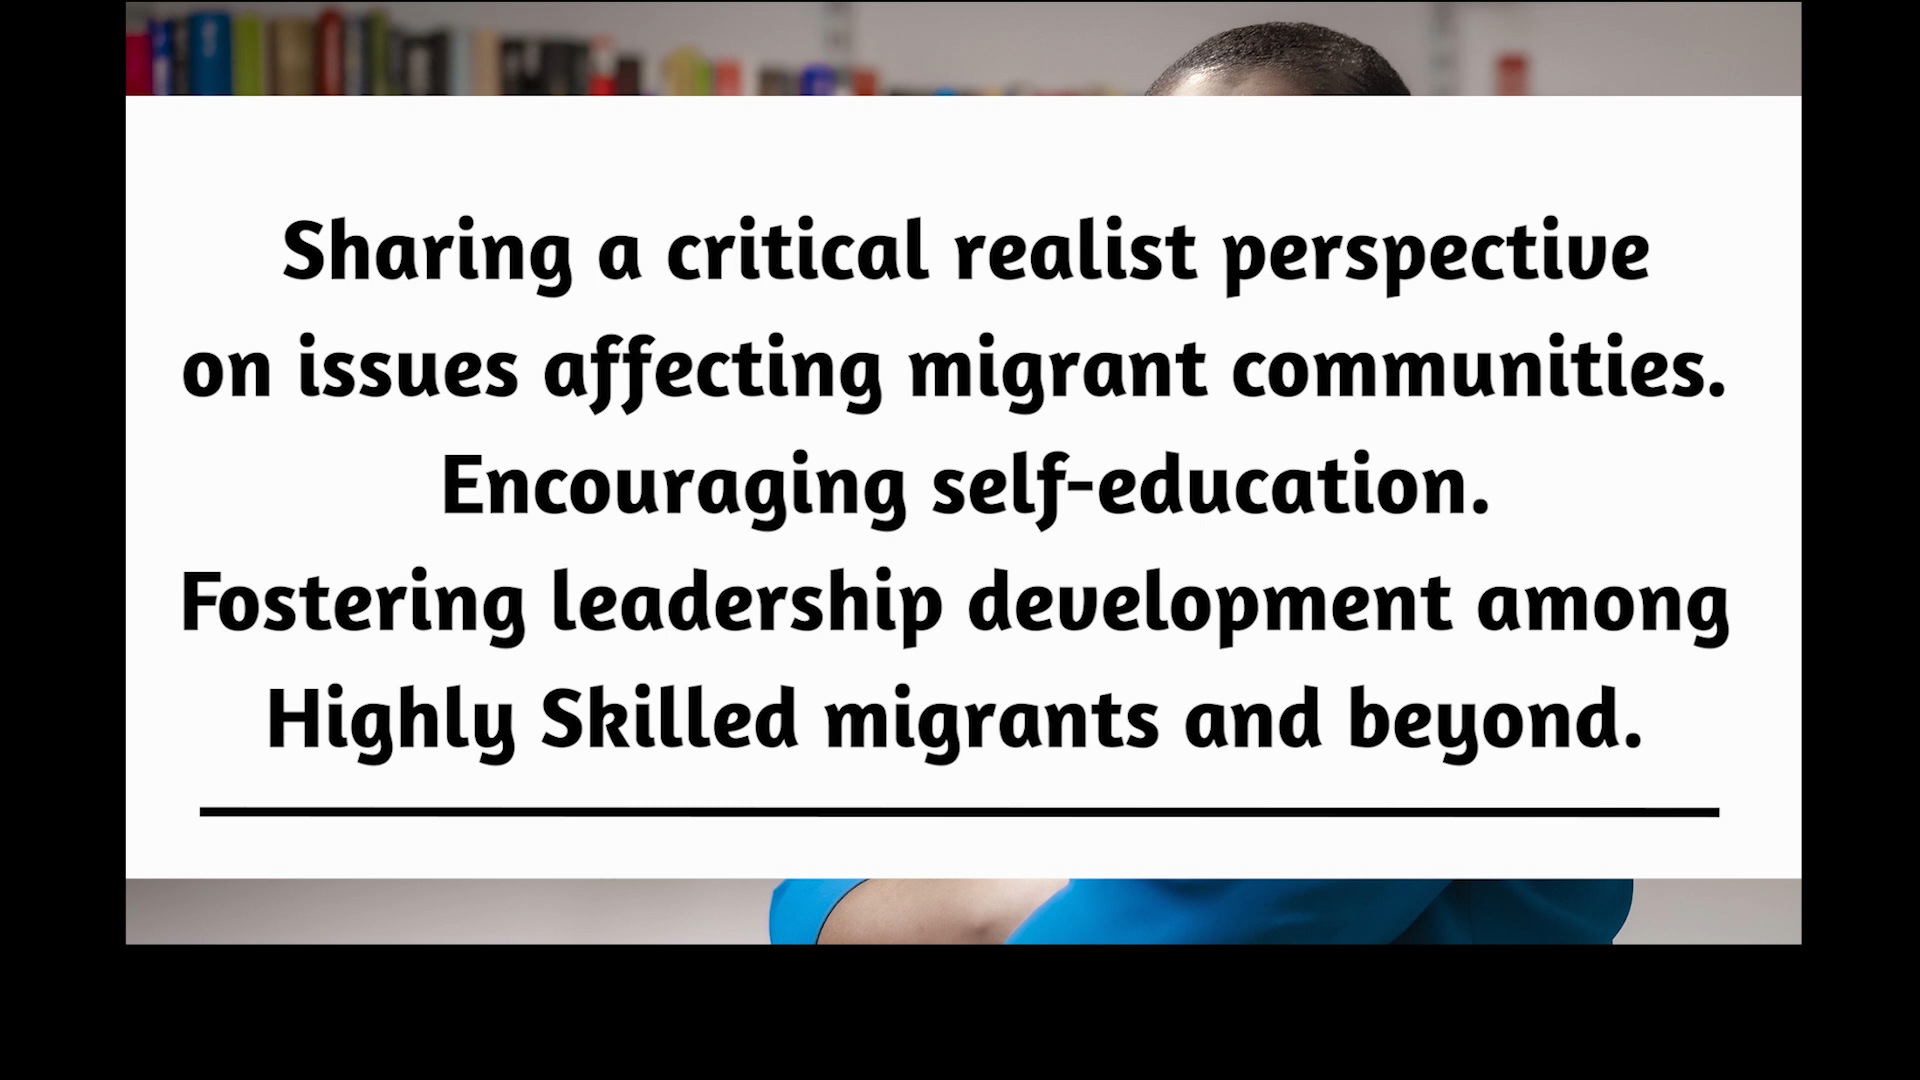 Sharing a critical realist perspective
on issues affecting migrant communities.
Encouraging self-education.
Fostering leadership development among
Highly Skilled migrants and beyond.